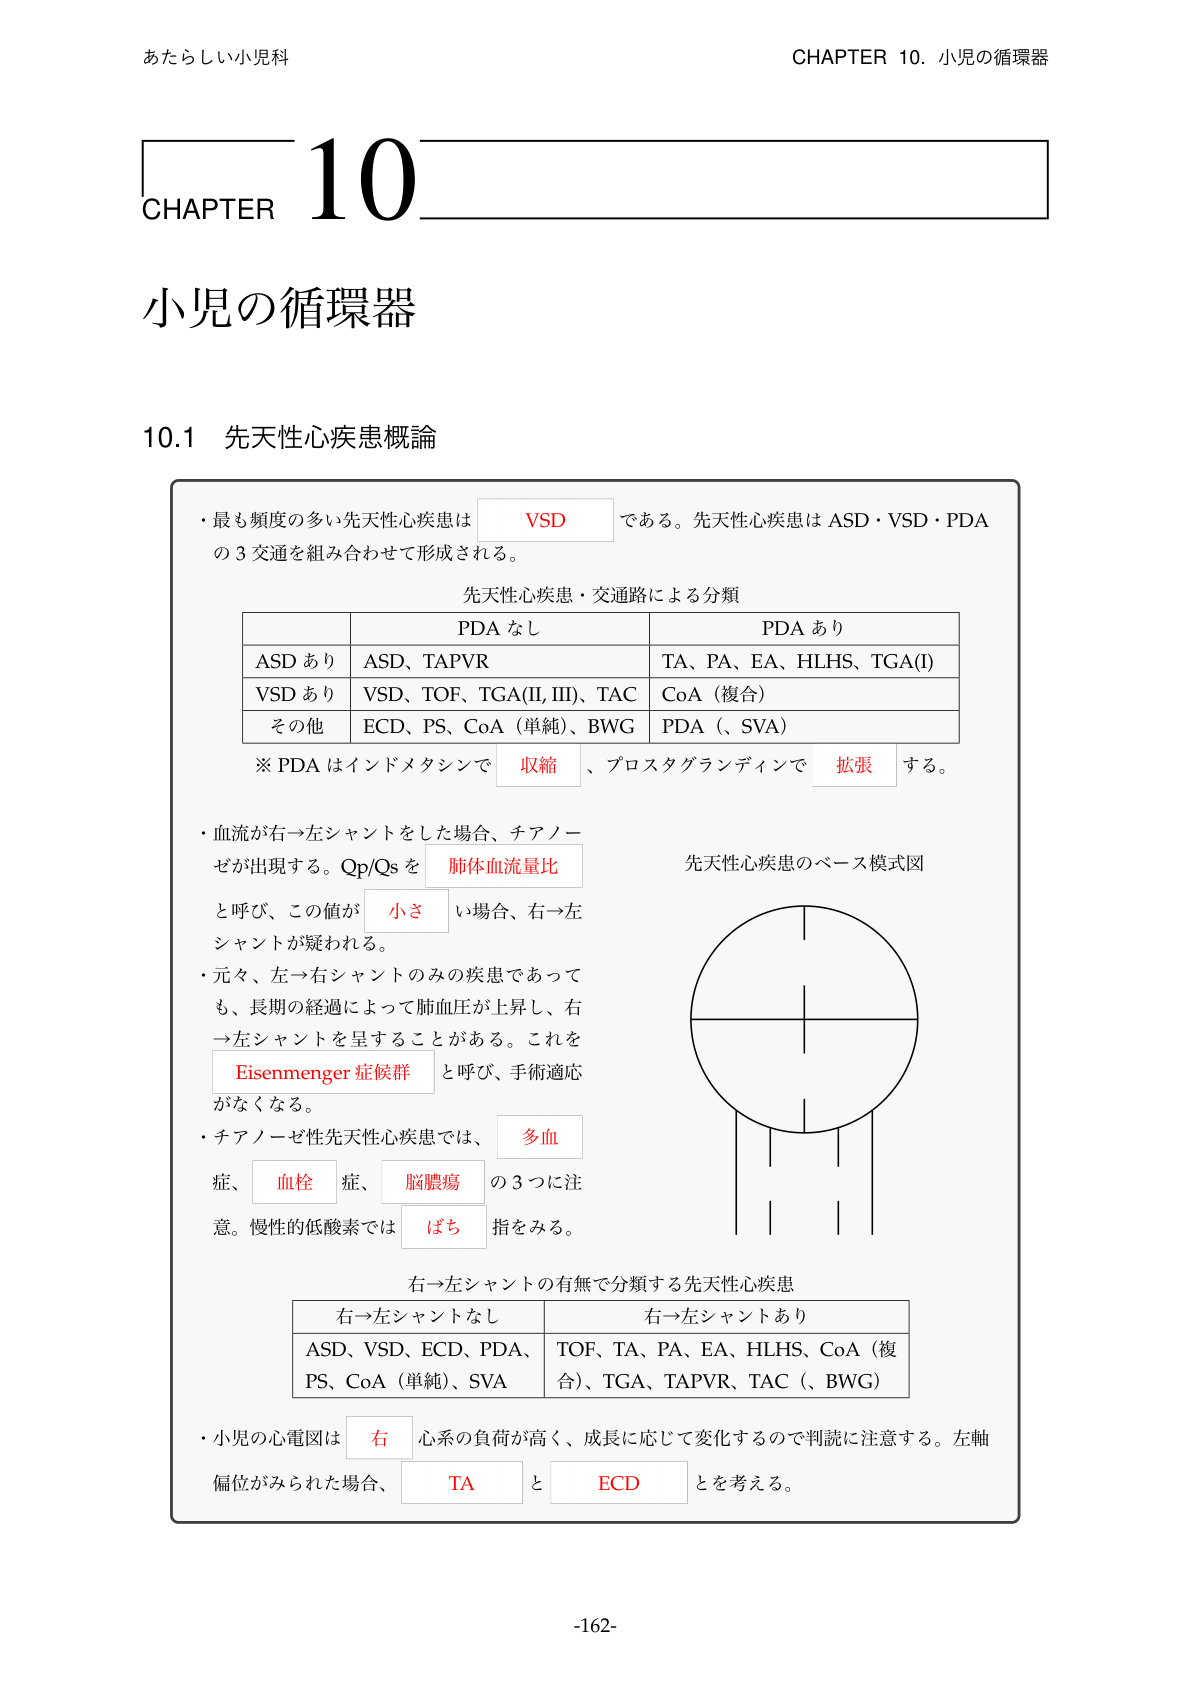 あたらしい小児科
CHAPTER 10. 小児の循環器
CHAPTER 10
小児の循環器
10.1 先天性心疾患概論
・最も頻度の多い先天性心疾患は VSD である。先天性心疾患は ASD・VSD・PDA
の 3 交通を組み合わせて形成される。
先天性心疾患・交通路による分類
PDA なし PDA あり
ASD あり ASD、TAPVR TA、PA、EA、HLHS、TGA(I)
VSD あり VSD、TOF、TGA(II, III)、TAC CoA（複合）
その他 ECD、PS、CoA（単純）、BWG PDA（、SVA）
※ PDA はインドメタシンで 収縮 、プロスタグランディンで 拡張 する。
・血流が右→左シャントをした場合、チアノー
ゼが出現する。Qp/Qs を 肺体血流量比
と呼び、この値が 小さ い場合、右→左
シャントが疑われる。
・元々、左→右シャントのみの疾患であって
も、長期の経過によって肺血圧が上昇し、右
→左シャントを呈することがある。これを
Eisenmenger 症候群 と呼び、手術適応
がなくなる。
・チアノーゼ性先天性心疾患では、 多血
症、 血栓 症、 脳膿瘍 の 3 つに注
意。慢性的低酸素では ばち 指をみる。
先天性心疾患のベース模式図
右→左シャントの有無で分類する先天性心疾患
右→左シャントなし 右→左シャントあり
ASD、VSD、ECD、PDA、 TOF、TA、PA、EA、HLHS、CoA（複
PS、CoA（単純）、SVA 合）、TGA、TAPVR、TAC（、BWG）
・小児の心電図は 右 心系の負荷が高く、成長に応じて変化するので判読に注意する。左軸
偏位がみられた場合、 TA と ECD とを考える。
-162-